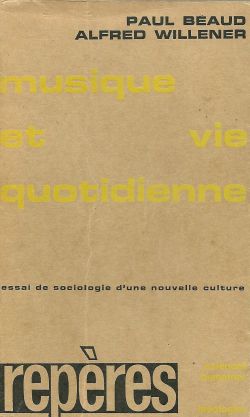 PAUL BEAUD
ALFRED WILLENER
musique
et vie
quotidienne
essai de sociologie d'une nouvelle culture
repères